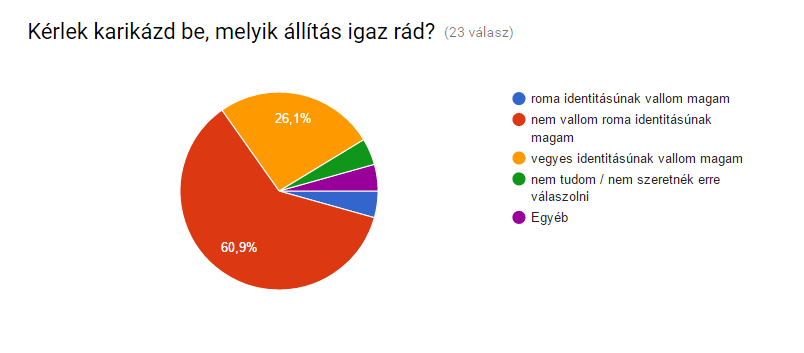 Kérlek karikázd be, melyik állítás igaz rád? (23 válasz)
26,1%
60,9%
roma identitásúnak vallom magam
nem vallom roma identitásúnak
magam
vegyes identitásúnak vallom magam
nem tudom / nem szeretnék erre
válaszolni
Egyéb